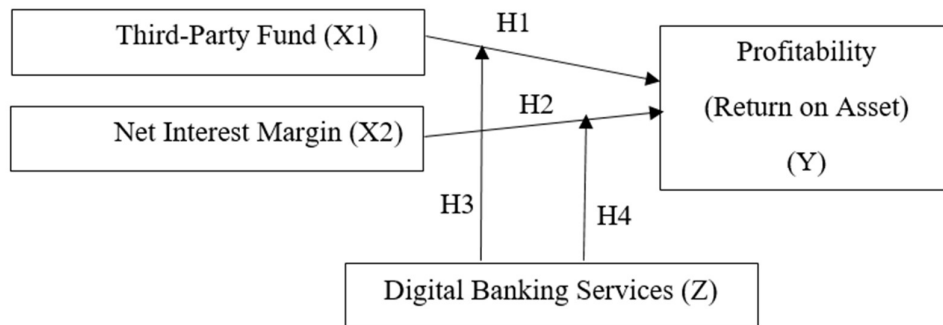 Third-Party Fund (X1)
H1
Profitability
(Return on Asset)
(Y)
Net Interest Margin (X2)
H2
H3
H4
Digital Banking Services (Z)